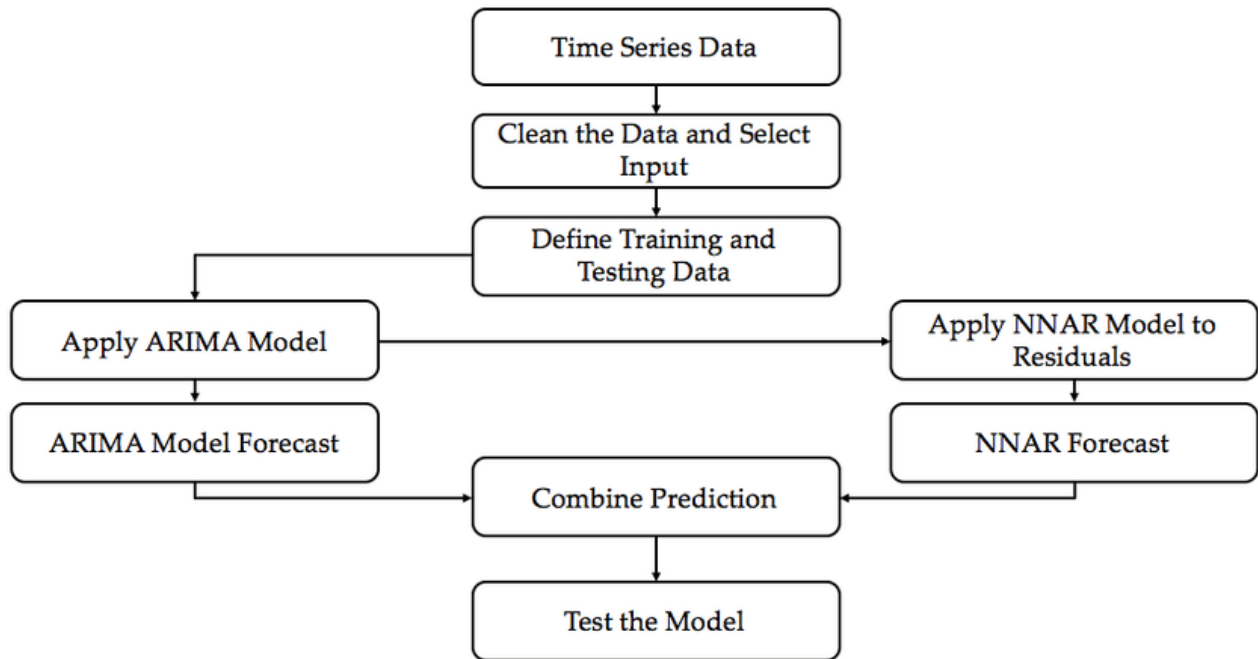 Time Series Data
Clean the Data and Select
Input
Define Training and
Testing Data
Apply ARIMA Model
Apply NNAR Model to
Residuals
ARIMA Model Forecast
NNAR Forecast
Combine Prediction
Test the Model